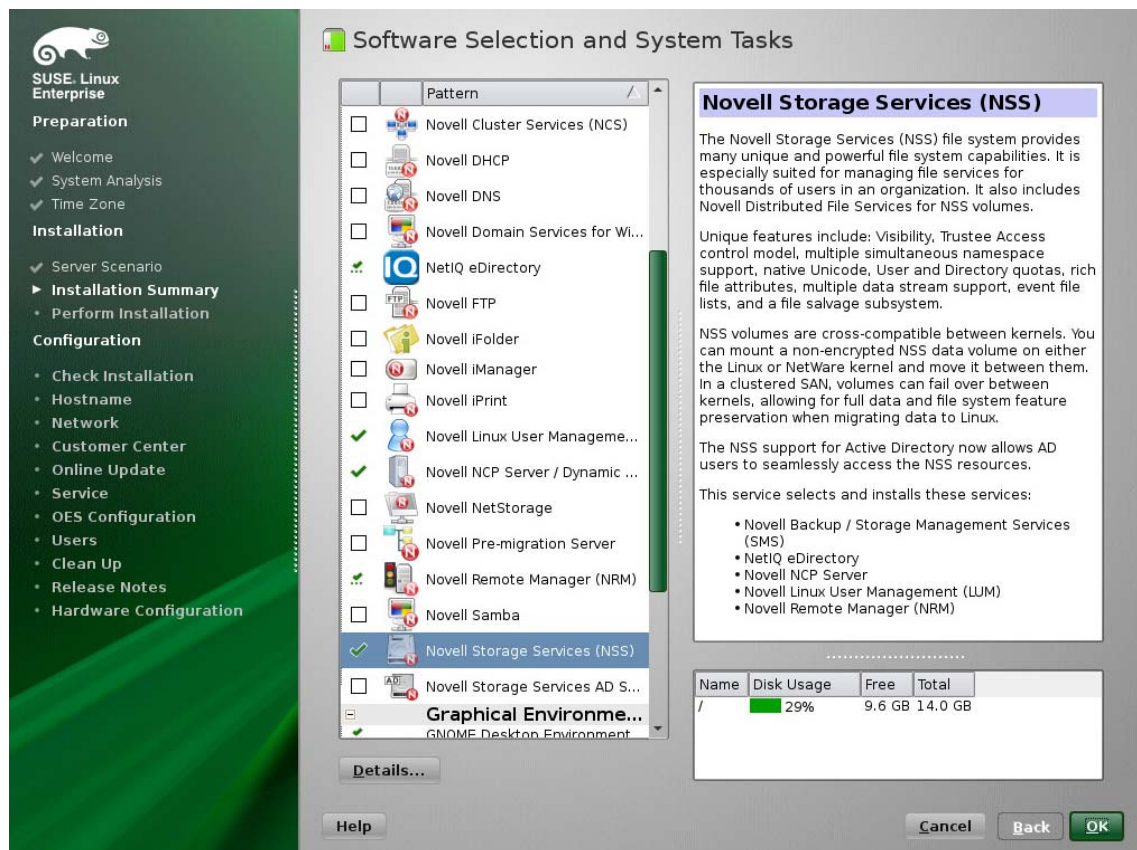 SUSE. Linux
Enterprise
Preparation
Welcome
System Analysis
Time Zone
Installation
Server Scenario
Installation Summary
Perform Installation
Configuration
Check Installation
Hostname
Network
Customer Center
Online Update
Service
OES Configuration
Users
Clean Up
Release Notes
Hardware Configuration
Software Selection and System Tasks
Pattern
Novell Cluster Services (NCS)
Novell DHCP
Novell DNS
Novell Domain Services for Wi...
NetIQ eDirectory
Novell FTP
Novell iFolder
Novell iManager
Novell iPrint
Novell Linux User Manageme...
Novell NCP Server / Dynamic ...
Novell NetStorage
Novell Pre-migration Server
Novell Remote Manager (NRM)
Novell Samba
Novell Storage Services (NSS)
Novell Storage Services AD S...
Graphical Environme...
GNOME Desktop Environment
Details...
Novell Storage Services (NSS)
The Novell Storage Services (NSS) file system provides
many unique and powerful file system capabilities. It is
especially suited for managing file services for
thousands of users in an organization. It also includes
Novell Distributed File Services for NSS volumes.
Unique features include: Visibility, Trustee Access
control model, multiple simultaneous namespace
support, native Unicode, User and Directory quotas, rich
file attributes, multiple data stream support, event file
lists, and a file salvage subsystem.
NSS volumes are cross-compatible between kernels. You
can mount a non-encrypted NSS data volume on either
the Linux or NetWare kernel and move it between them.
In a clustered SAN, volumes can fail over between
kernels, allowing for full data and file system feature
preservation when migrating data to Linux.
The NSS support for Active Directory now allows AD
users to seamlessly access the NSS resources.
This service selects and installs these services:
• Novell Backup / Storage Management Services
(SMS)
• NetIQ eDirectory
• Novell NCP Server
• Novell Linux User Management (LUM)
• Novell Remote Manager (NRM)
Name Disk Usage Free Total
/ 29% 9.6 GB 14.0 GB
Help
Cancel Back OK